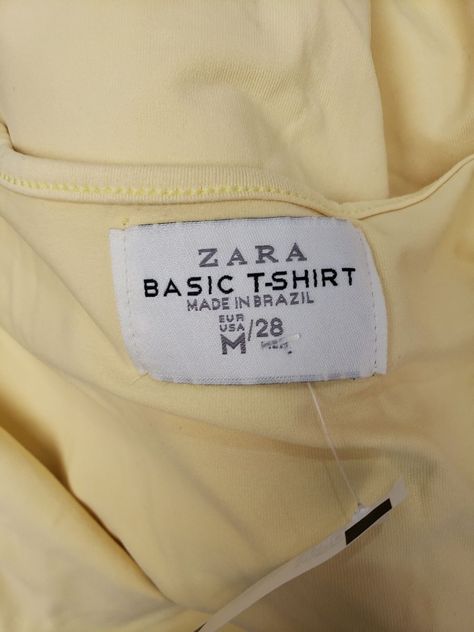 ZARA
BASIC T-SHIRT
MADE IN BRAZIL
EUR
USA
M/28